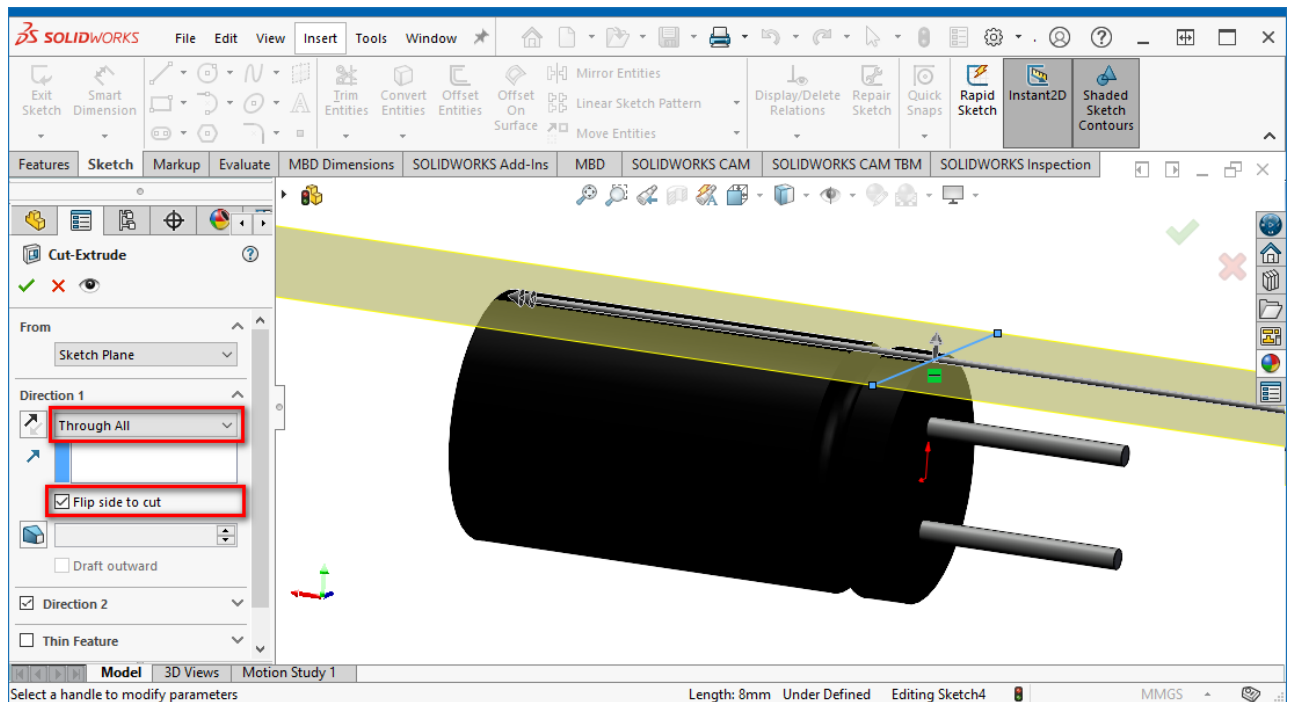 SOLIDWORKS File Edit View Insert Tools Window
Exit Sketch
Smart Dimension
Trim Entities
Convert Entities
Offset Entities
Offset On Surface
Mirror Entities
Linear Sketch Pattern
Move Entities
Display/Delete Relations
Repair Sketch
Quick Snaps
Rapid Sketch
Instant2D
Shaded Sketch Contours
Features Sketch Markup Evaluate MBD Dimensions SOLIDWORKS Add-Ins MBD SOLIDWORKS CAM SOLIDWORKS CAM TBM SOLIDWORKS Inspection
Cut-Extrude
From
Sketch Plane
Direction 1
Through All
Flip side to cut
Draft outward
Direction 2
Thin Feature
Model 3D Views Motion Study 1
Select a handle to modify parameters Length: 8mm Under Defined Editing Sketch4 MMGS